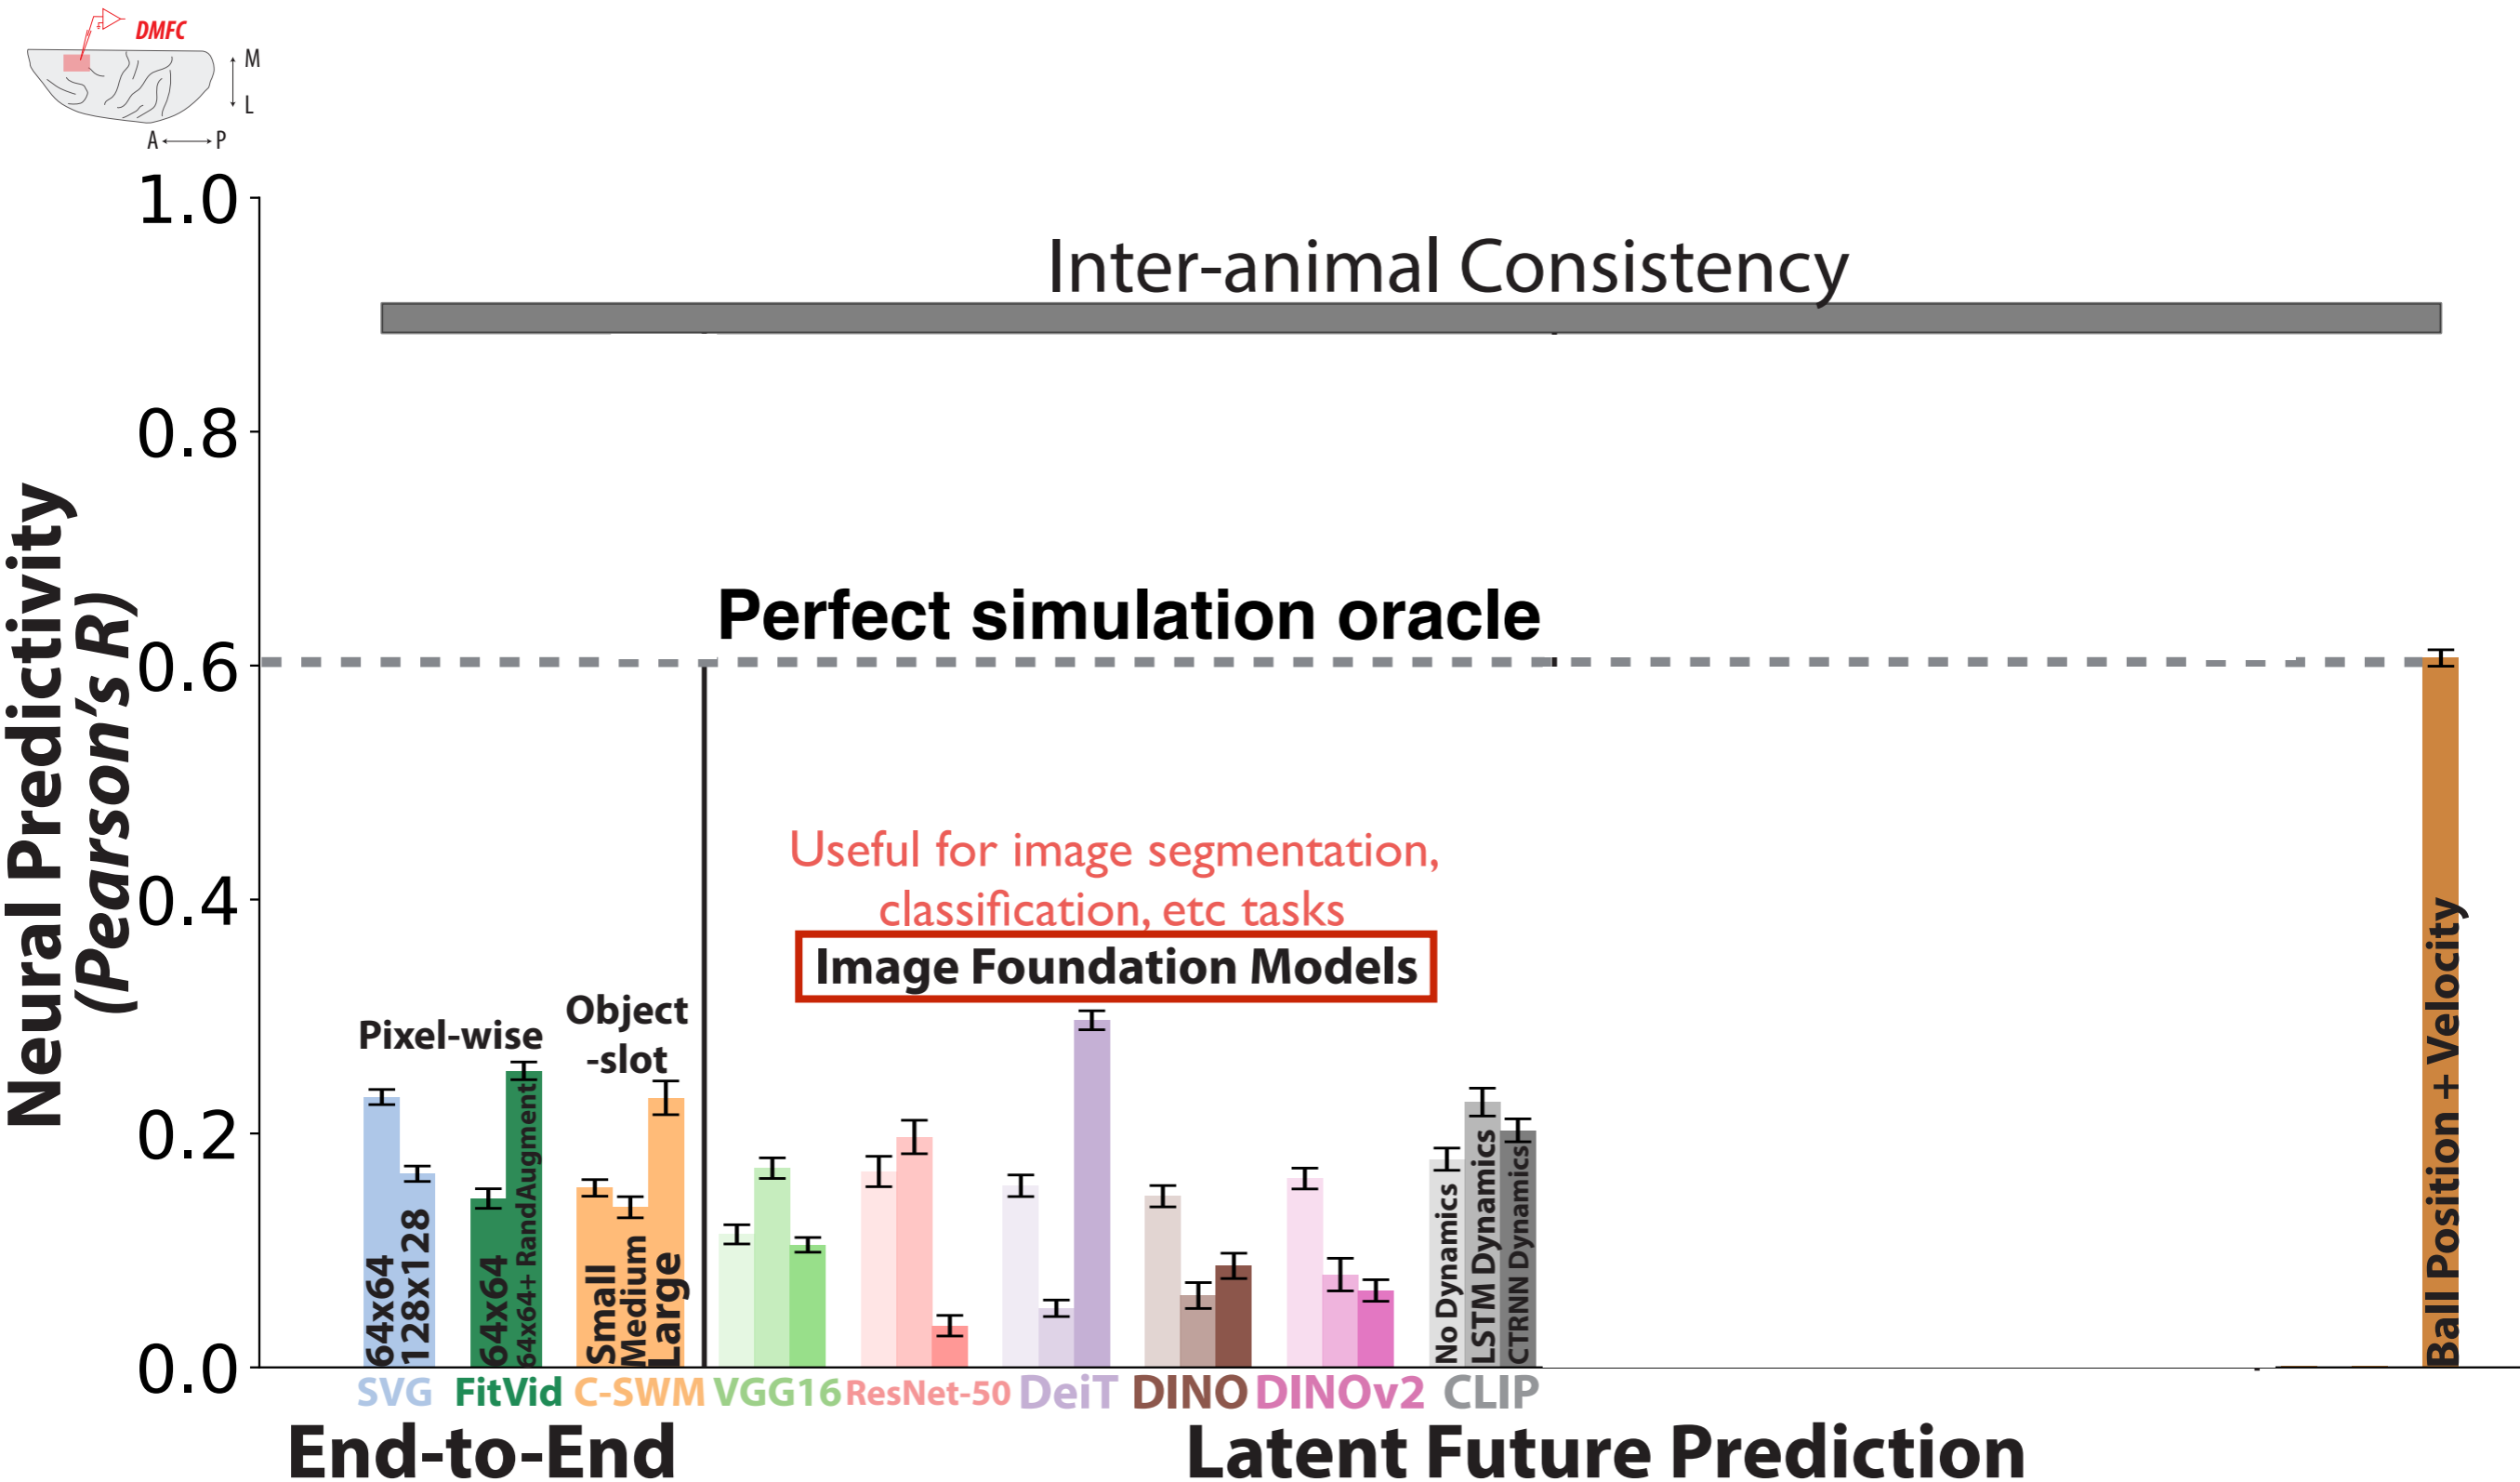 DMFC
M
L
A
P
1.0
0.8
0.6
0.4
0.2
0.0
Neural Predictivity
(Pearson's R)
Inter-animal Consistency
Perfect simulation oracle
Useful for image segmentation,
classification, etc tasks
Image Foundation Models
Pixel-wise
Object
-slot
64x64
128x128
64x64
64x64+ RandAugment
Small
Medium
Large
No Dynamics
LSTM Dynamics
CTRNN Dynamics
Ball Position + Velocity
SVG
FitVid
C-SWM
VGG16
ResNet-50
DeiT
DINO
DINOv2
CLIP
End-to-End
Latent Future Prediction